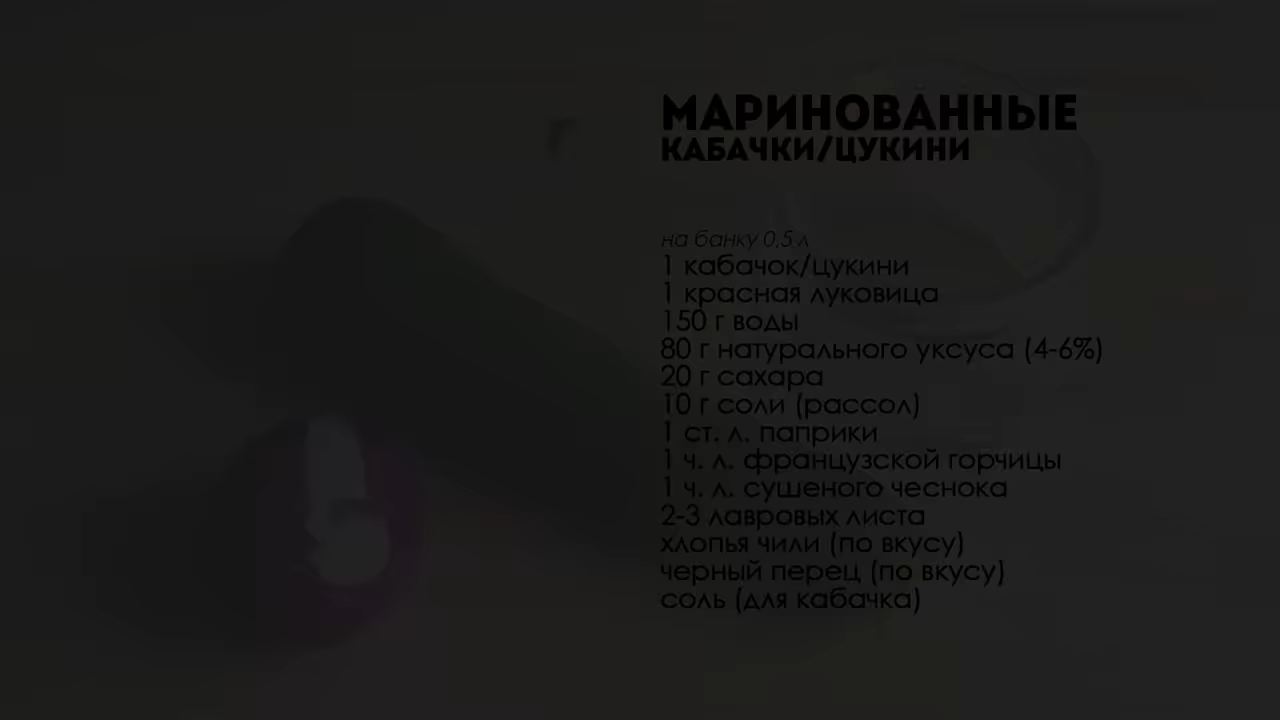 МАРИНОВАННЫЕ
КАБАЧКИ/ЦУКИНИ
на банку 0,5 л
1 кабачок/цукини
1 красная луковица
150 г воды
80 г натурального уксуса (4-6%)
20 г сахара
10 г соли (рассол)
1 ст. л. паприки
1 ч. л. французской горчицы
1 ч. л. сушеного чеснока
2-3 лавровых листа
хлопья чили (по вкусу)
черный перец (по вкусу)
соль (для кабачка)